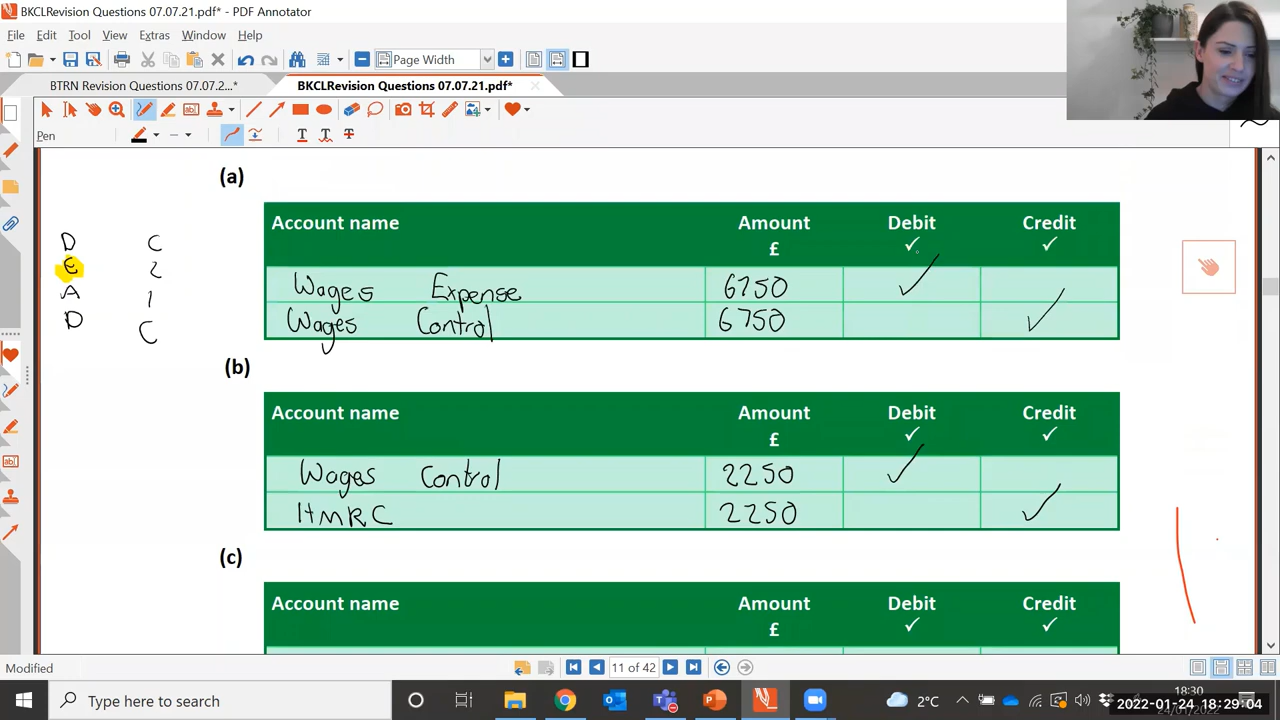 BKCLRevision Questions 07.07.21.pdf* - PDF Annotator
File Edit Tool View Extras Window Help
Page Width
BTRN Revision Questions 07.07.2...* BKCLRevision Questions 07.07.21.pdf*
Pen
(a)
Account name Amount £ Debit ✓ Credit ✓
Wages Expense 6750 ✓
Wages Control 6750 ✓
D C
E 2
A 1
D C
(b)
Account name Amount £ Debit ✓ Credit ✓
Wages Control 2250 ✓
HMRC 2250 ✓
(c)
Account name Amount £ Debit ✓ Credit ✓
Modified 11 of 42
Type here to search 2°C 18:30
2022-01-24 18:29:04